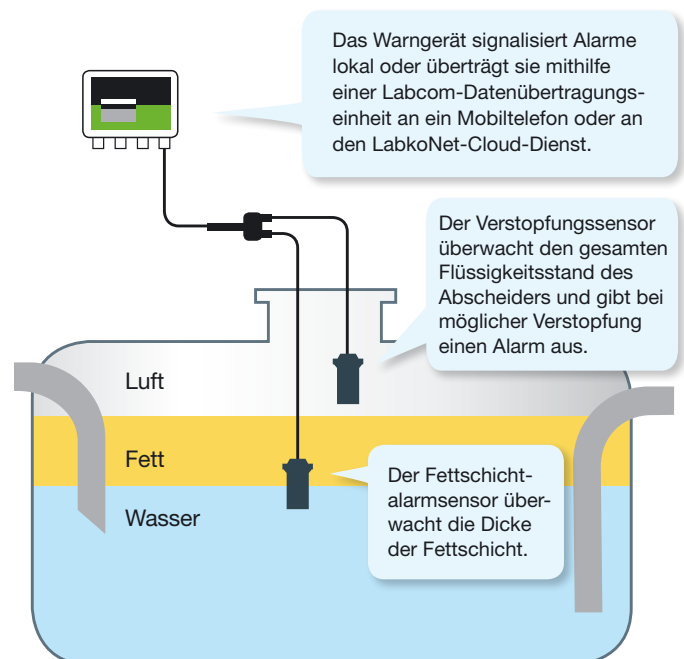 Das Warngerät signalisiert Alarme
lokal oder überträgt sie mithilfe
einer Labcom-Datenübertragungs-
einheit an ein Mobiltelefon oder an
den LabkoNet-Cloud-Dienst.
Der Verstopfungssensor
überwacht den gesamten
Flüssigkeitsstand des
Abscheiders und gibt bei
möglicher Verstopfung
einen Alarm aus.
Luft
Fett
Wasser
Der Fettschicht-
alarmsensor über-
wacht die Dicke
der Fettschicht.